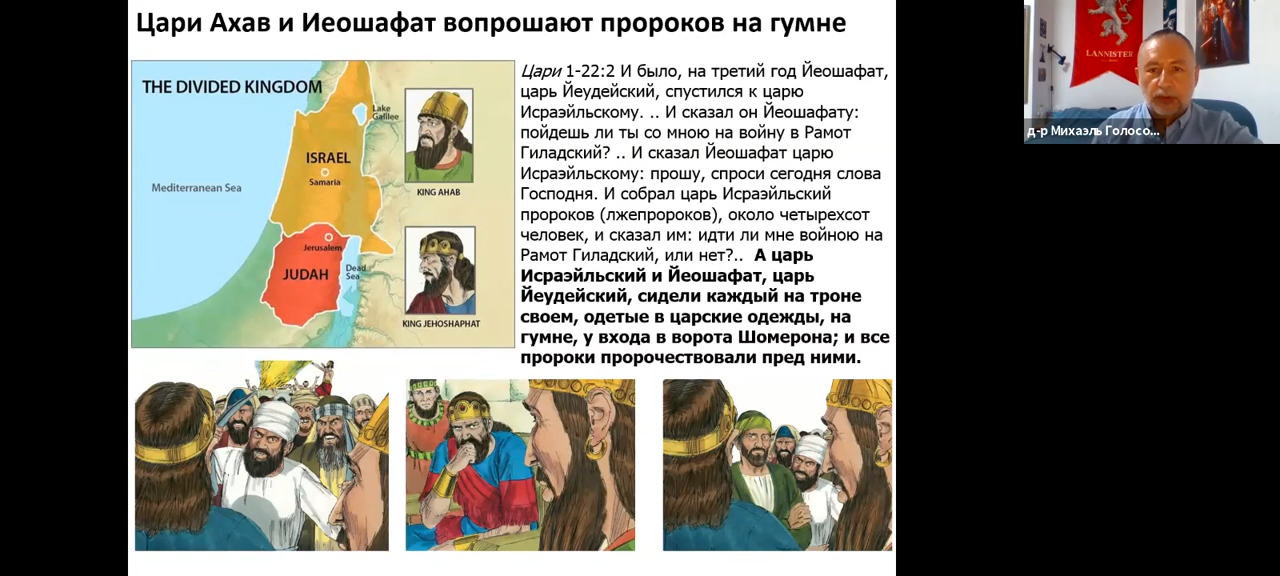 Цари Ахав и Иеошафат вопрошают пророков на гумне
THE DIVIDED KINGDOM
Lake
Galilee
ISRAEL
Samaria
Mediterranean Sea
KING AHAB
Jerusalem
Dead
Sea
JUDAH
KING JEHOSHAPHAT
Цари 1-22:2 И было, на третий год Йеошафат,
царь Йеудейский, спустился к царю
Исраэйльскому. .. И сказал он Йеошафату:
пойдешь ли ты со мною на войну в Рамот
Гиладский? .. И сказал Йеошафат царю
Исраэйльскому: прошу, спроси сегодня слова
Господня. И собрал царь Исраэйльский
пророков (лжепророков), около четырехсот
человек, и сказал им: идти ли мне войною на
Рамот Гиладский, или нет?.. А царь
Исраэйльский и Йеошафат, царь
Йеудейский, сидели каждый на троне
своем, одетые в царские одежды, на
гумне, у входа в ворота Шомерона; и все
пророки пророчествовали пред ними.
LANNISTER
д-р Михаэль Голосо...